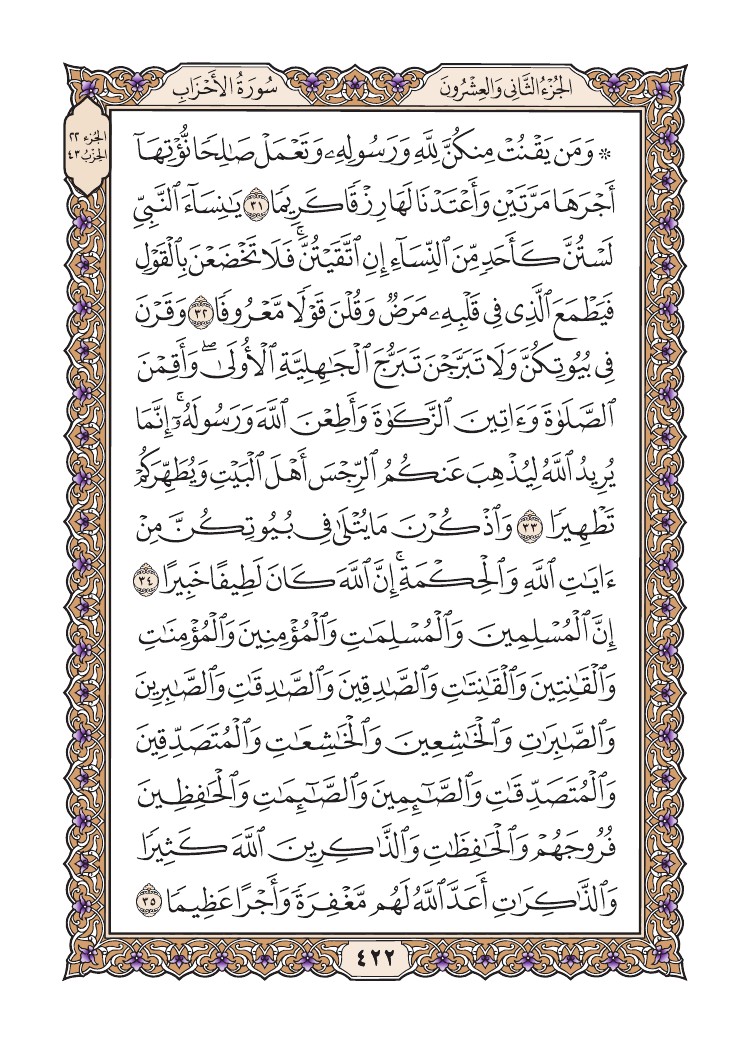 الجُزْءُ الثَّانِي وَالعِشْرُونَ
سُورَةُ الأَحْزَابِ
الجُزء ٢٢
الحِزب ٤٣
* وَمَن يَقْنُتْ مِنكُنَّ لِلَّهِ وَرَسُولِهِۦ وَتَعْمَلْ صَٰلِحًا نُّؤْتِهَآ
أَجْرَهَا مَرَّتَيْنِ وَأَعْتَدْنَا لَهَا رِزْقًا كَرِيمًا ٣١ يَٰنِسَآءَ ٱلنَّبِيِّ
لَسْتُنَّ كَأَحَدٍ مِّنَ ٱلنِّسَآءِ إِنِ ٱتَّقَيْتُنَّۚ فَلَا تَخْضَعْنَ بِٱلْقَوْلِ
فَيَطْمَعَ ٱلَّذِى فِى قَلْبِهِۦ مَرَضٌ وَقُلْنَ قَوْلًا مَّعْرُوفًا ٣٢ وَقَرْنَ
فِى بُيُوتِكُنَّ وَلَا تَبَرَّجْنَ تَبَرُّجَ ٱلْجَٰهِلِيَّةِ ٱلْأُولَىٰۖ وَأَقِمْنَ
ٱلصَّلَوٰةَ وَءَاتِينَ ٱلزَّكَوٰةَ وَأَطِعْنَ ٱللَّهَ وَرَسُولَهُۥٓۚ إِنَّمَا
يُرِيدُ ٱللَّهُ لِيُذْهِبَ عَنكُمُ ٱلرِّجْسَ أَهْلَ ٱلْبَيْتِ وَيُطَهِّرَكُمْ
تَطْهِيرًا ٣٣ وَٱذْكُرْنَ مَا يُتْلَىٰ فِى بُيُوتِكُنَّ مِنْ
ءَايَٰتِ ٱللَّهِ وَٱلْحِكْمَةِۚ إِنَّ ٱللَّهَ كَانَ لَطِيفًا خَبِيرًا ٣٤
إِنَّ ٱلْمُسْلِمِينَ وَٱلْمُسْلِمَٰتِ وَٱلْمُؤْمِنِينَ وَٱلْمُؤْمِنَٰتِ
وَٱلْقَٰنِتِينَ وَٱلْقَٰنِتَٰتِ وَٱلصَّٰدِقِينَ وَٱلصَّٰدِقَٰتِ وَٱلصَّٰبِرِينَ
وَٱلصَّٰبِرَٰتِ وَٱلْخَٰشِعِينَ وَٱلْخَٰشِعَٰتِ وَٱلْمُتَصَدِّقِينَ
وَٱلْمُتَصَدِّقَٰتِ وَٱلصَّٰٓئِمِينَ وَٱلصَّٰٓئِمَٰتِ وَٱلْحَٰفِظِينَ
فُرُوجَهُمْ وَٱلْحَٰفِظَٰتِ وَٱلذَّٰكِرِينَ ٱللَّهَ كَثِيرًا
وَٱلذَّٰكِرَٰتِ أَعَدَّ ٱللَّهُ لَهُم مَّغْفِرَةً وَأَجْرًا عَظِيمًا ٣٥
٤٢٢